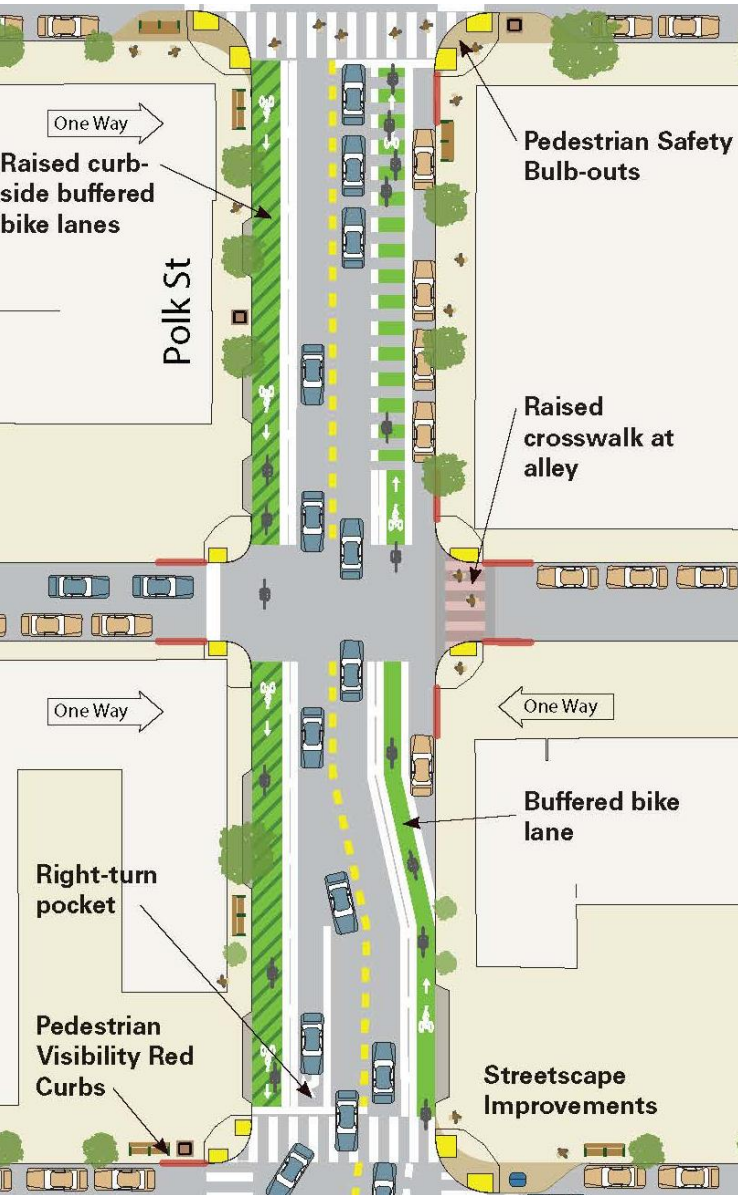 One Way
Raised curb-
side buffered
bike lanes
Pedestrian Safety
Bulb-outs
Polk St
Raised
crosswalk at
alley
One Way
One Way
Buffered bike
lane
Right-turn
pocket
Pedestrian
Visibility Red
Curbs
Streetscape
Improvements